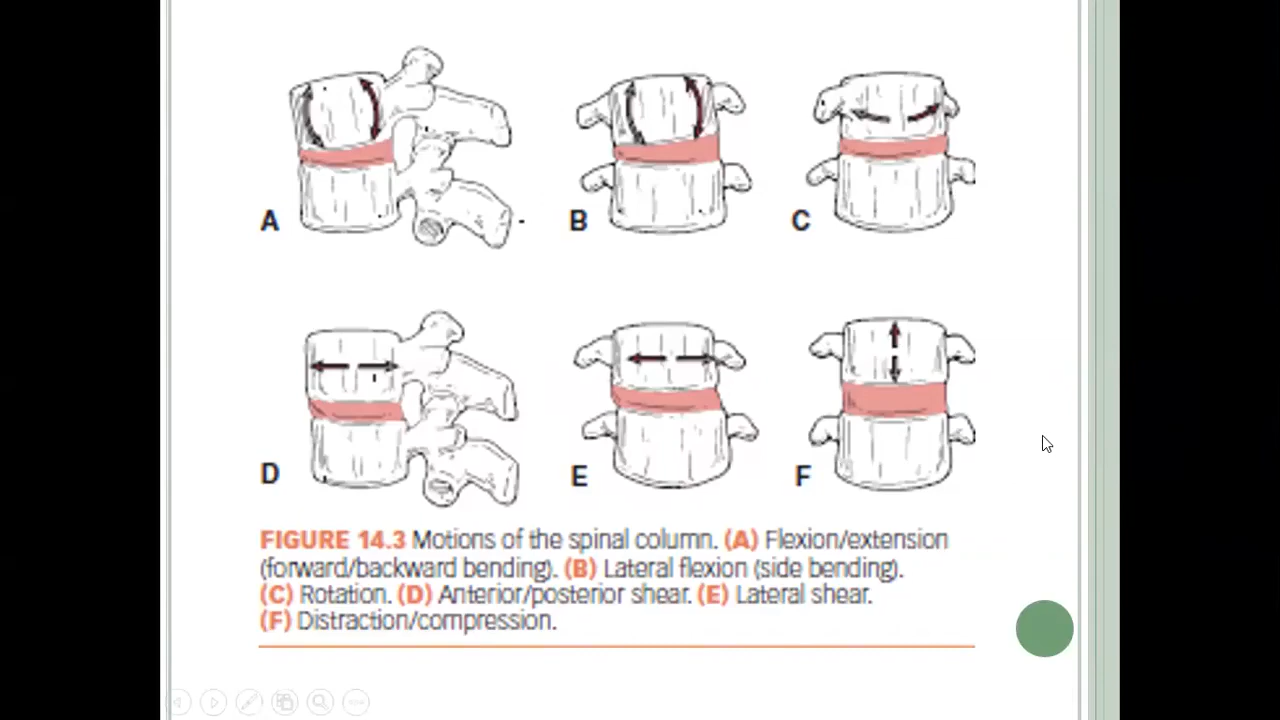 A
B
C
D
E
F
FIGURE 14.3 Motions of the spinal column. (A) Flexion/extension
(forward/backward bending). (B) Lateral flexion (side bending).
(C) Rotation. (D) Anterior/posterior shear. (E) Lateral shear.
(F) Distraction/compression.